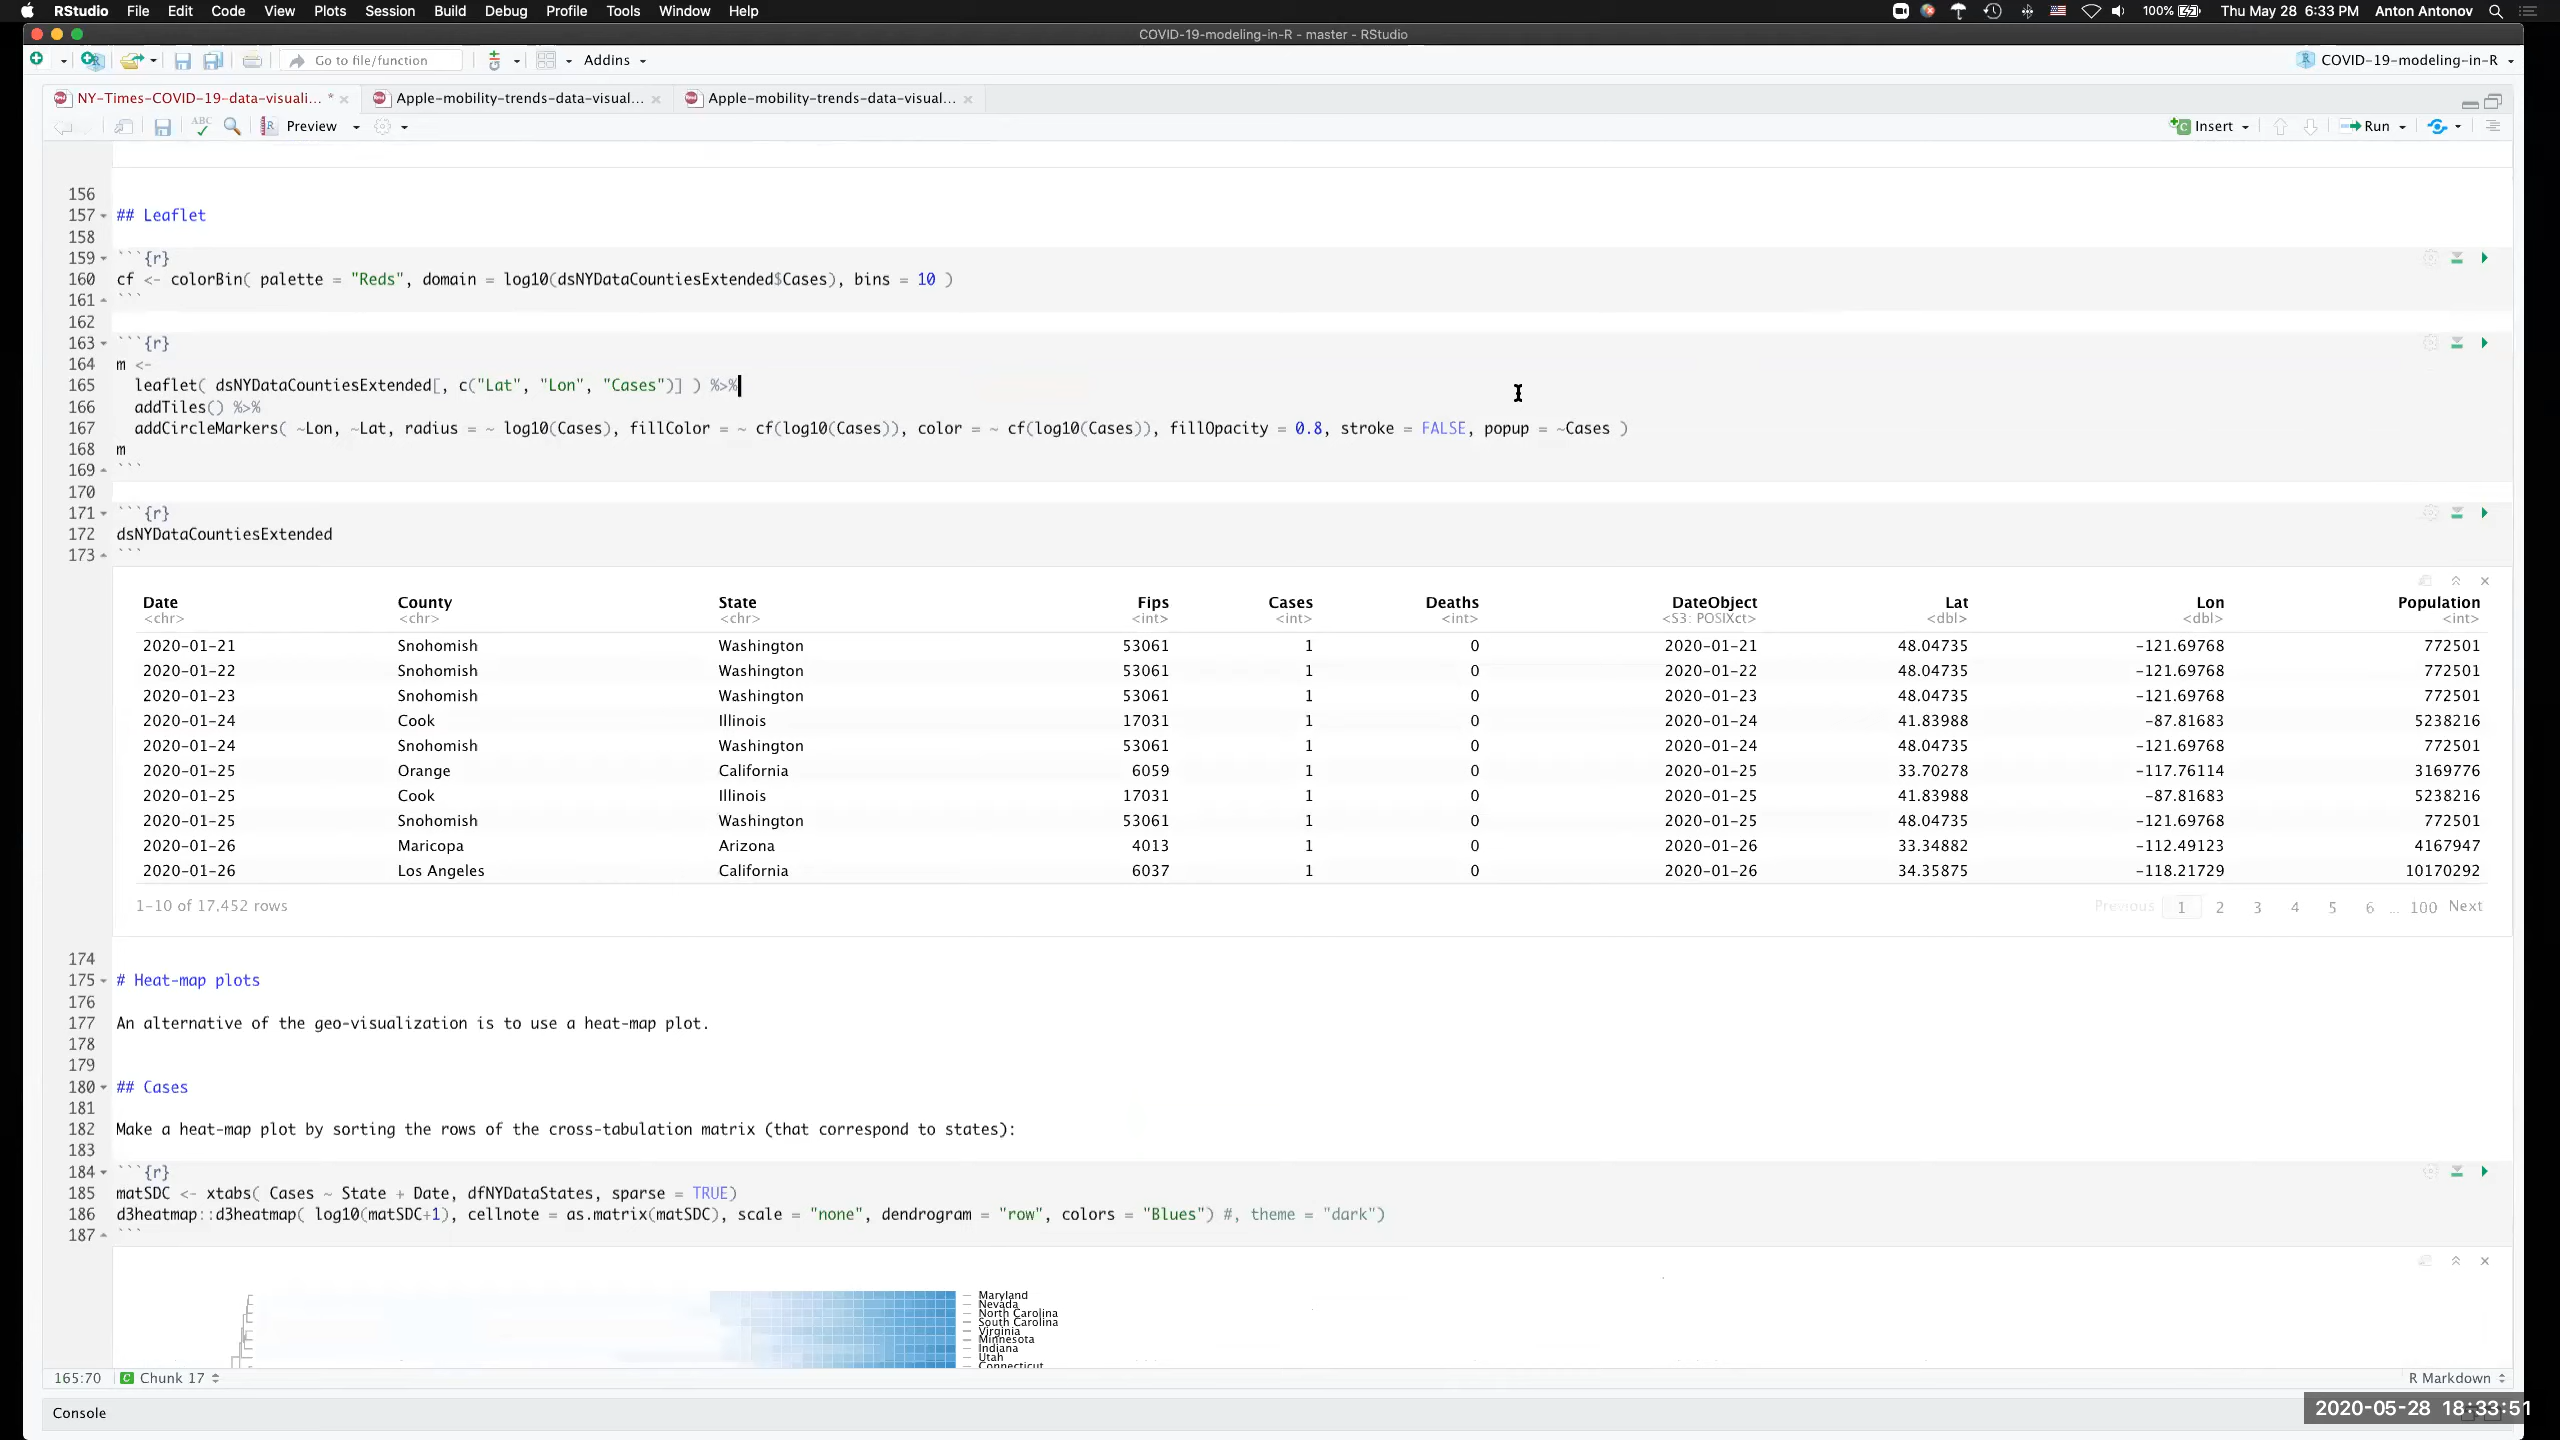 RStudio File Edit Code View Plots Session Build Debug Profile Tools Window Help 100% Thu May 28 6:33 PM Anton Antonov
COVID-19-modeling-in-R - master - RStudio
Go to file/function Addins COVID-19-modeling-in-R
NY-Times-COVID-19-data-visuali... * Apple-mobility-trends-data-visual... Apple-mobility-trends-data-visual...
ABC Preview Insert Run
156
157 ## Leaflet
158
159 ```{r}
160 cf <- colorBin( palette = "Reds", domain = log10(dsNYDataCountiesExtended$Cases), bins = 10 )
161 ```
162
163 ```{r}
164 m <-
165 leaflet( dsNYDataCountiesExtended[, c("Lat", "Lon", "Cases")] ) %>%
166 addTiles() %>%
167 addCircleMarkers( ~Lon, ~Lat, radius = ~ log10(Cases), fillColor = ~ cf(log10(Cases)), color = ~ cf(log10(Cases)), fillOpacity = 0.8, stroke = FALSE, popup = ~Cases )
168 m
169 ```
170
171 ```{r}
172 dsNYDataCountiesExtended
173 ```
Date County State Fips Cases Deaths DateObject Lat Lon Population
<chr> <chr> <chr> <int> <int> <int> <S3: POSIXct> <dbl> <dbl> <int>
2020-01-21 Snohomish Washington 53061 1 0 2020-01-21 48.04735 -121.69768 772501
2020-01-22 Snohomish Washington 53061 1 0 2020-01-22 48.04735 -121.69768 772501
2020-01-23 Snohomish Washington 53061 1 0 2020-01-23 48.04735 -121.69768 772501
2020-01-24 Cook Illinois 17031 1 0 2020-01-24 41.83988 -87.81683 5238216
2020-01-24 Snohomish Washington 53061 1 0 2020-01-24 48.04735 -121.69768 772501
2020-01-25 Orange California 6059 1 0 2020-01-25 33.70278 -117.76114 3169776
2020-01-25 Cook Illinois 17031 1 0 2020-01-25 41.83988 -87.81683 5238216
2020-01-25 Snohomish Washington 53061 1 0 2020-01-25 48.04735 -121.69768 772501
2020-01-26 Maricopa Arizona 4013 1 0 2020-01-26 33.34882 -112.49123 4167947
2020-01-26 Los Angeles California 6037 1 0 2020-01-26 34.35875 -118.21729 10170292
1-10 of 17,452 rows Previous 1 2 3 4 5 6 ... 100 Next
174
175 # Heat-map plots
176
177 An alternative of the geo-visualization is to use a heat-map plot.
178
179
180 ## Cases
181
182 Make a heat-map plot by sorting the rows of the cross-tabulation matrix (that correspond to states):
183
184 ```{r}
185 matSDC <- xtabs( Cases ~ State + Date, dfNYDataStates, sparse = TRUE)
186 d3heatmap::d3heatmap( log10(matSDC+1), cellnote = as.matrix(matSDC), scale = "none", dendrogram = "row", colors = "Blues") #, theme = "dark")
187 ```
Maryland
Nevada
North Carolina
South Carolina
Virginia
Minnesota
Indiana
Utah
Connecticut
165:70 Chunk 17 R Markdown
Console
2020-05-28 18:33:51